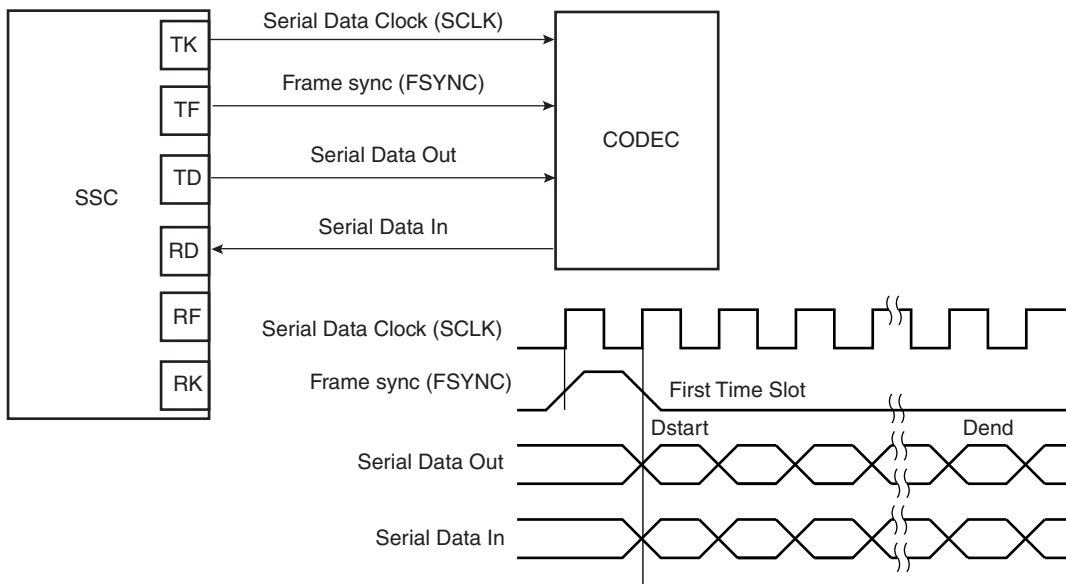 SSC
TK
TF
TD
RD
RF
RK
Serial Data Clock (SCLK)
Frame sync (FSYNC)
Serial Data Out
Serial Data In
CODEC
Serial Data Clock (SCLK)
Frame sync (FSYNC)
First Time Slot
Dstart
Dend
Serial Data Out
Serial Data In